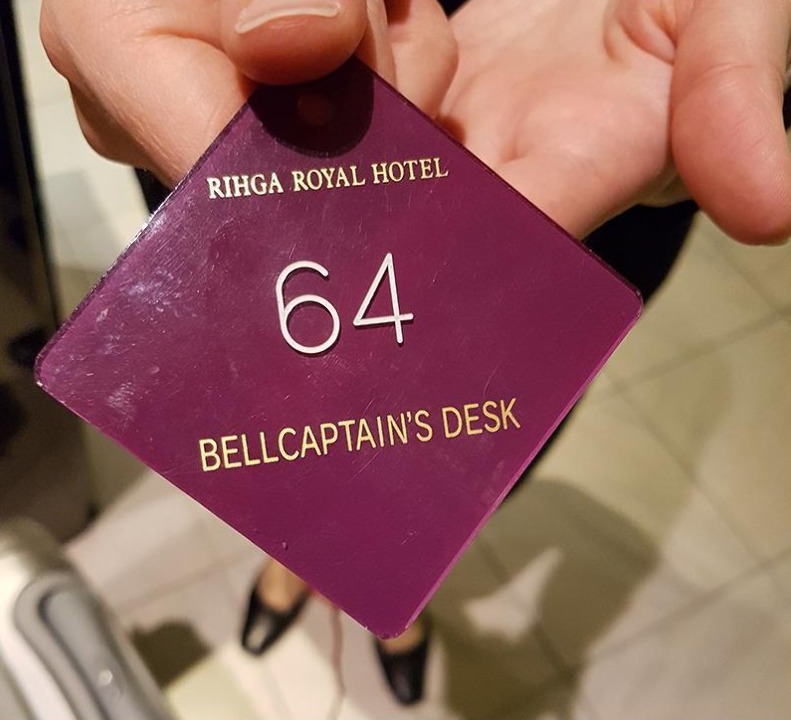 RIHGA ROYAL HOTEL
64
BELLCAPTAIN'S DESK